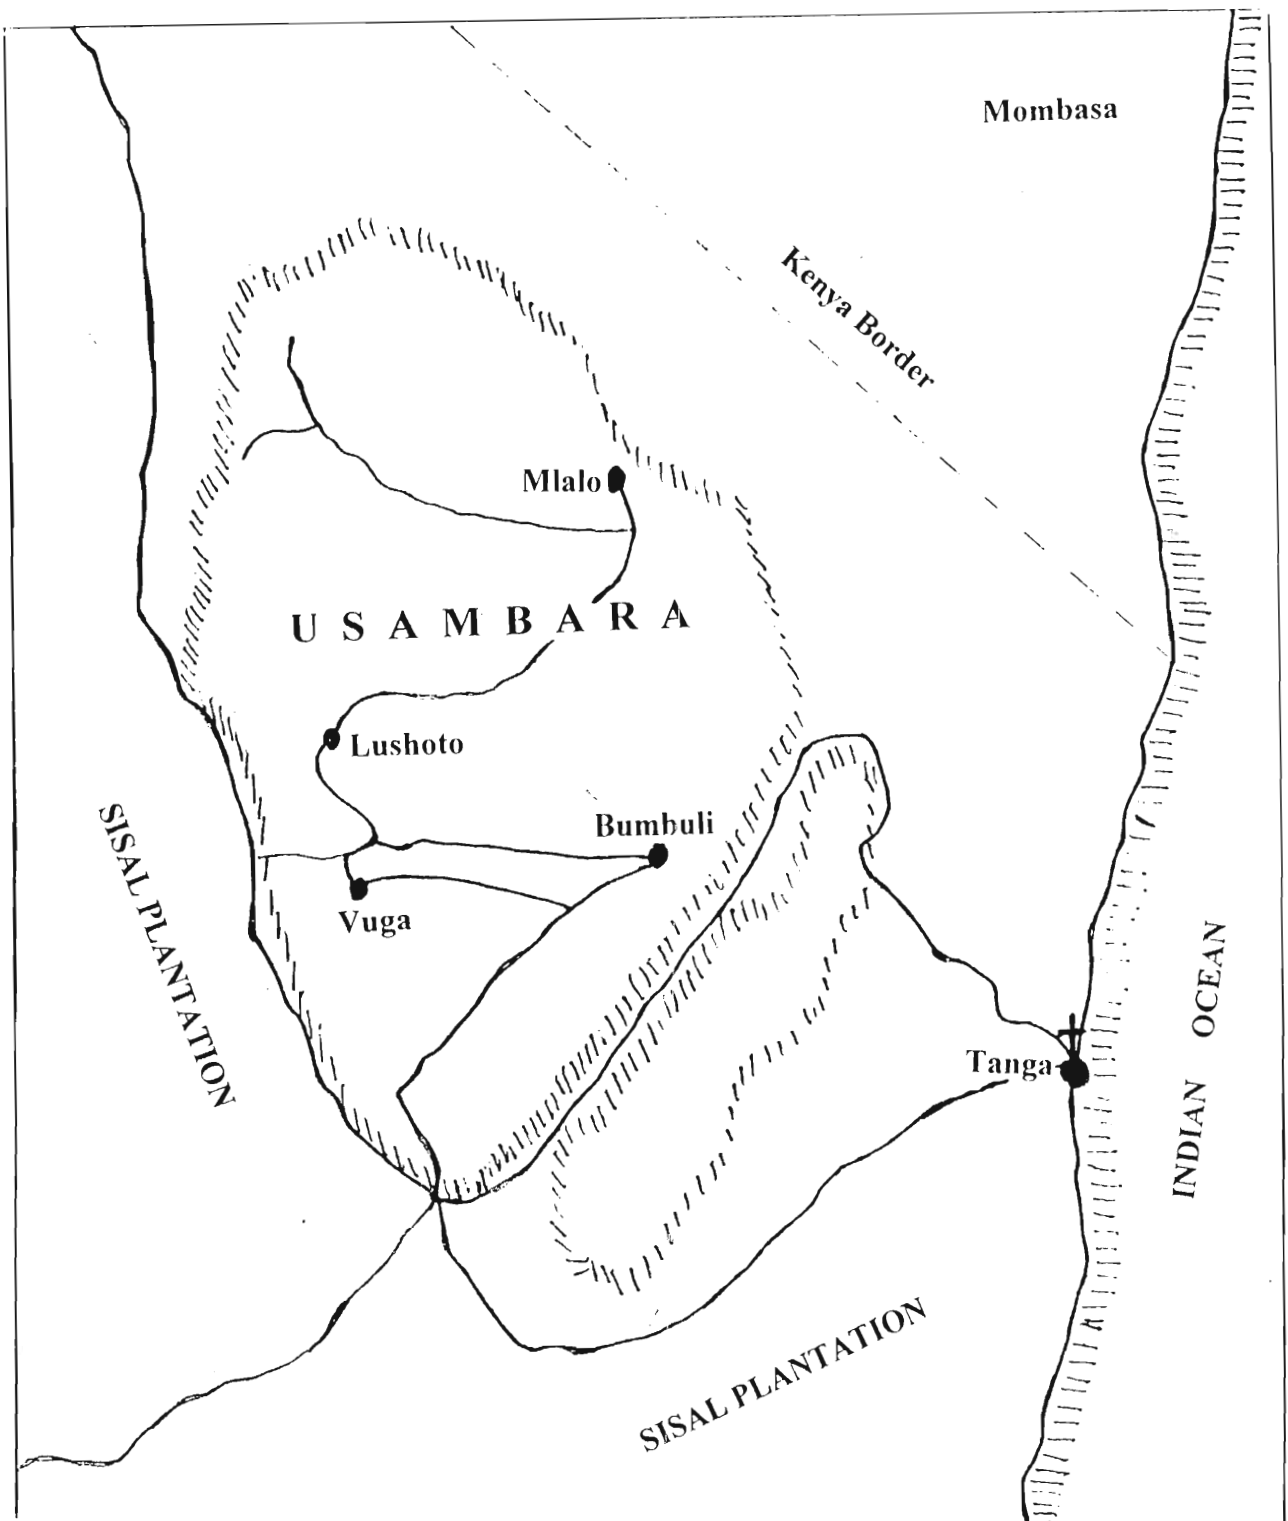 Mombasa
Kenya Border
Mlalo
USAMBARA
Lushoto
Bumbuli
Vuga
SISAL PLANTATION
INDIAN OCEAN
Tanga
SISAL PLANTATION